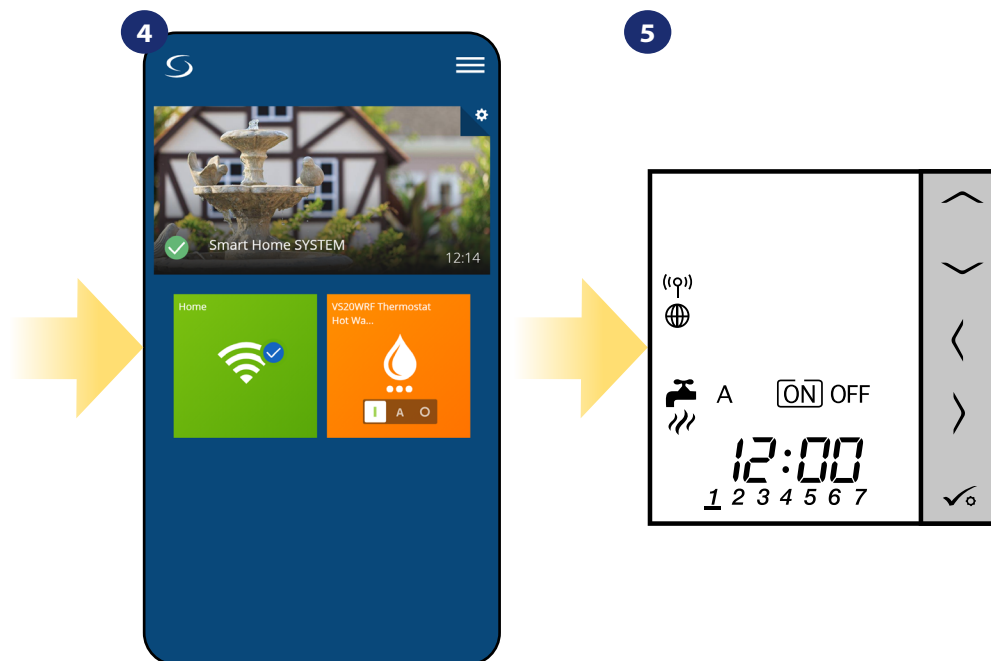 4
5
Smart Home SYSTEM
12:14
Home
VS20WRF Thermostat
Hot Wa...
I A O
A ON OFF
12:00
1 2 3 4 5 6 7